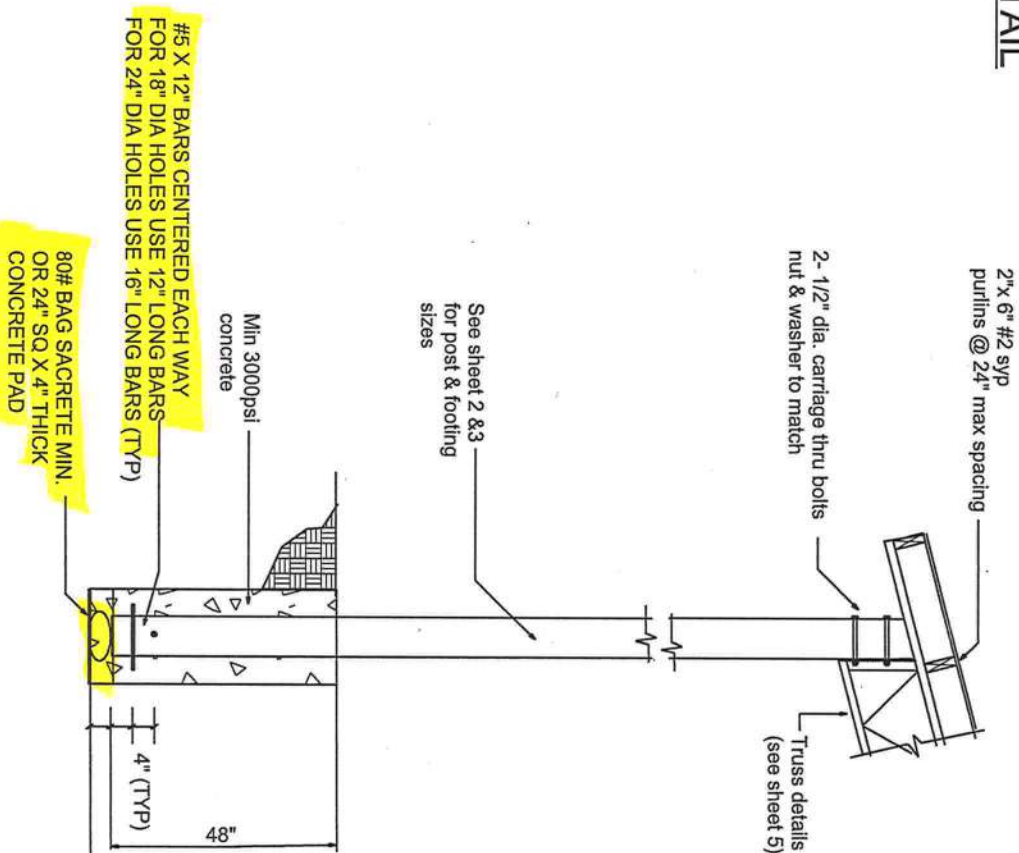 AIL
2"x 6" #2 syp
purlins @ 24" max spacing
2- 1/2" dia. carriage thru bolts
nut & washer to match
Truss details
(see sheet 5)
See sheet 2 &3
for post & footing
sizes
Min 3000psi
concrete
#5 X 12" BARS CENTERED EACH WAY
FOR 18" DIA HOLES USE 12" LONG BARS
FOR 24" DIA HOLES USE 16" LONG BARS (TYP)
80# BAG SACRETE MIN.
OR 24" SQ X 4" THICK
CONCRETE PAD
4" (TYP)
48"